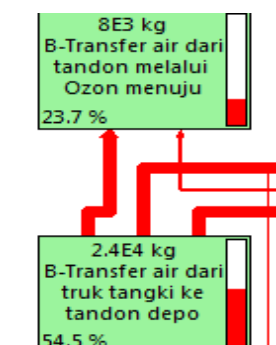 8E3 kg
B-Transfer air dari
tandon melalui
Ozon menuju
23.7 %
2.4E4 kg
B-Transfer air dari
truk tangki ke
tandon depo
54.5 %